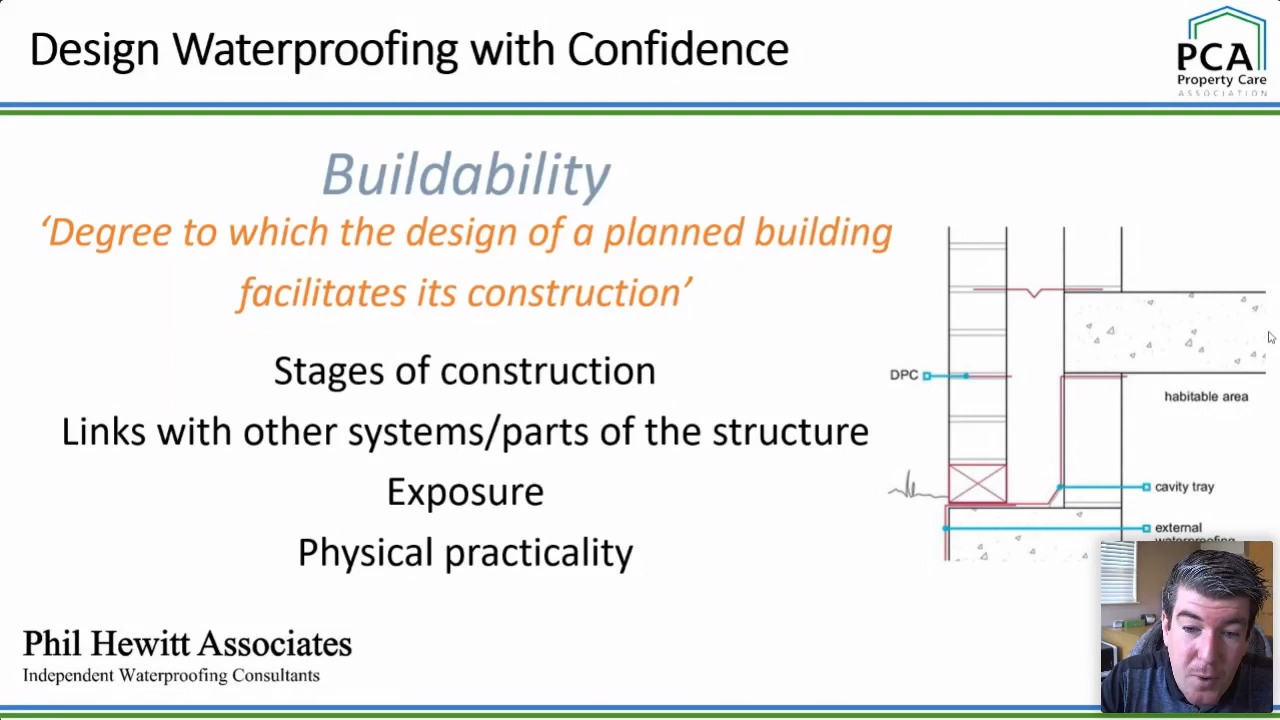 Design Waterproofing with Confidence
PCA
Property Care
ASSOCIATION
Buildability
‘Degree to which the design of a planned building
facilitates its construction’
Stages of construction
Links with other systems/parts of the structure
Exposure
Physical practicality
DPC
habitable area
cavity tray
external
waterproofing
Phil Hewitt Associates
Independent Waterproofing Consultants